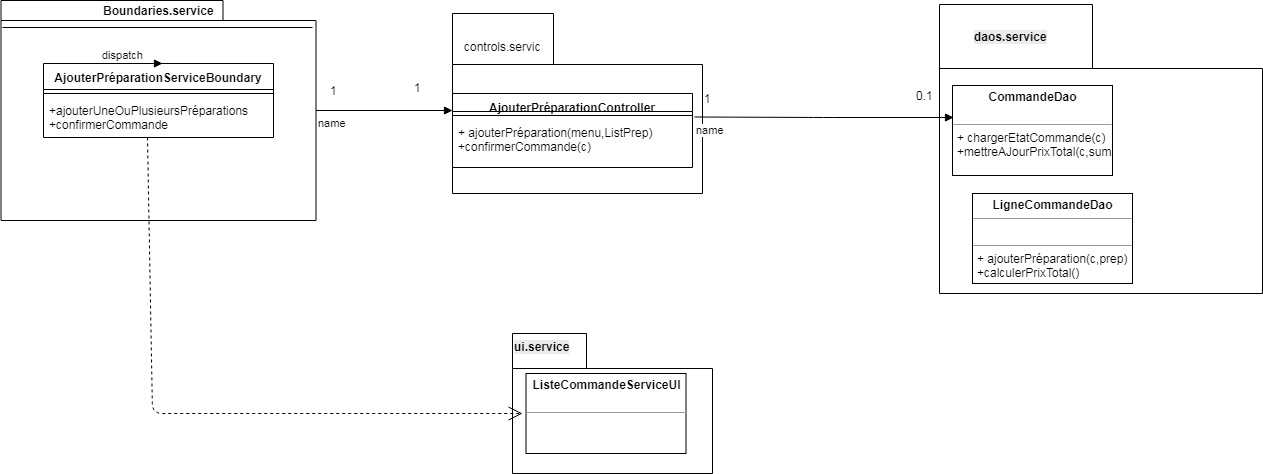 Boundaries.service
dispatch
AjouterPréparationServiceBoundary
+ajouterUneOuPlusieursPréparations
+confirmerCommande
1
name
1
controls.servic
AjouterPréparationController
+ ajouterPréparation(menu,ListPrep)
+confirmerCommande(c)
1
name
0.1
daos.service
CommandeDao
+ chargerEtatCommande(c)
+mettreAJourPrixTotal(c,sum
LigneCommandeDao
+ ajouterPréparation(c,prep)
+calculerPrixTotal()
ui.service
ListeCommandeServiceUI